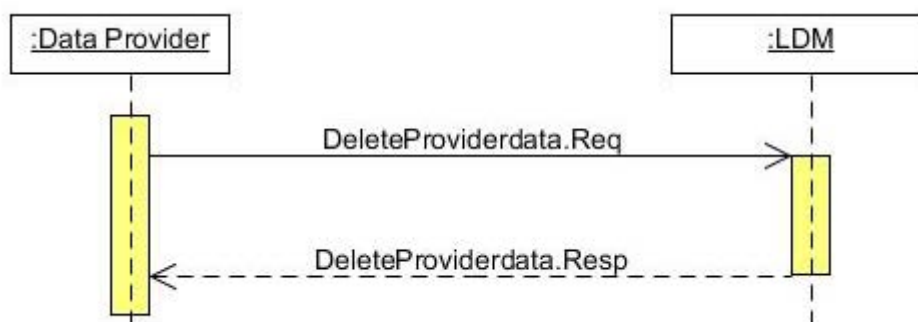 :Data Provider
:LDM
DeleteProviderdata.Req
DeleteProviderdata.Resp